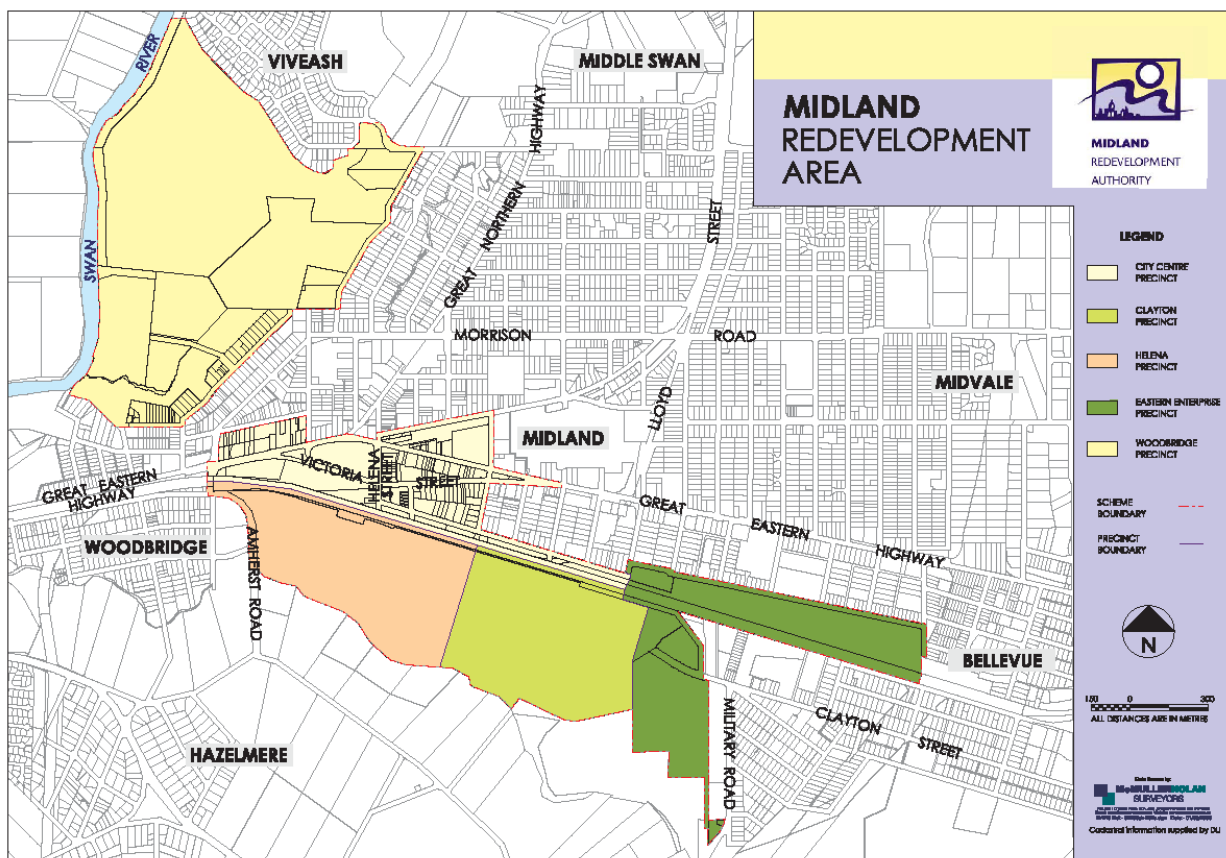 MIDLAND
REDEVELOPMENT
AREA
MIDLAND
REDEVELOPMENT
AUTHORITY
VIVEASH
MIDDLE SWAN
RIVER
SWAN
GREAT NORTHERN HIGHWAY
STREET
LLOYD
MORRISON ROAD
MIDVALE
MIDLAND
VICTORIA STREET
HELENA
STREET
GREAT EASTERN
HIGHWAY
WOODBRIDGE
AMHERST ROAD
GREAT EASTERN HIGHWAY
BELLEVUE
CLAYTON STREET
MILITARY ROAD
HAZELMERE
LEGEND
CITY CENTRE
PRECINCT
CLAYTON
PRECINCT
HELENA
PRECINCT
EASTERN ENTERPRISE
PRECINCT
WOODBRIDGE
PRECINCT
SCHEME
BOUNDARY
PRECINCT
BOUNDARY
N
150 0 300
ALL DISTANCES ARE IN METRES
McMULLEN NOLAN
SURVEYORS
Cadastral information supplied by DLI